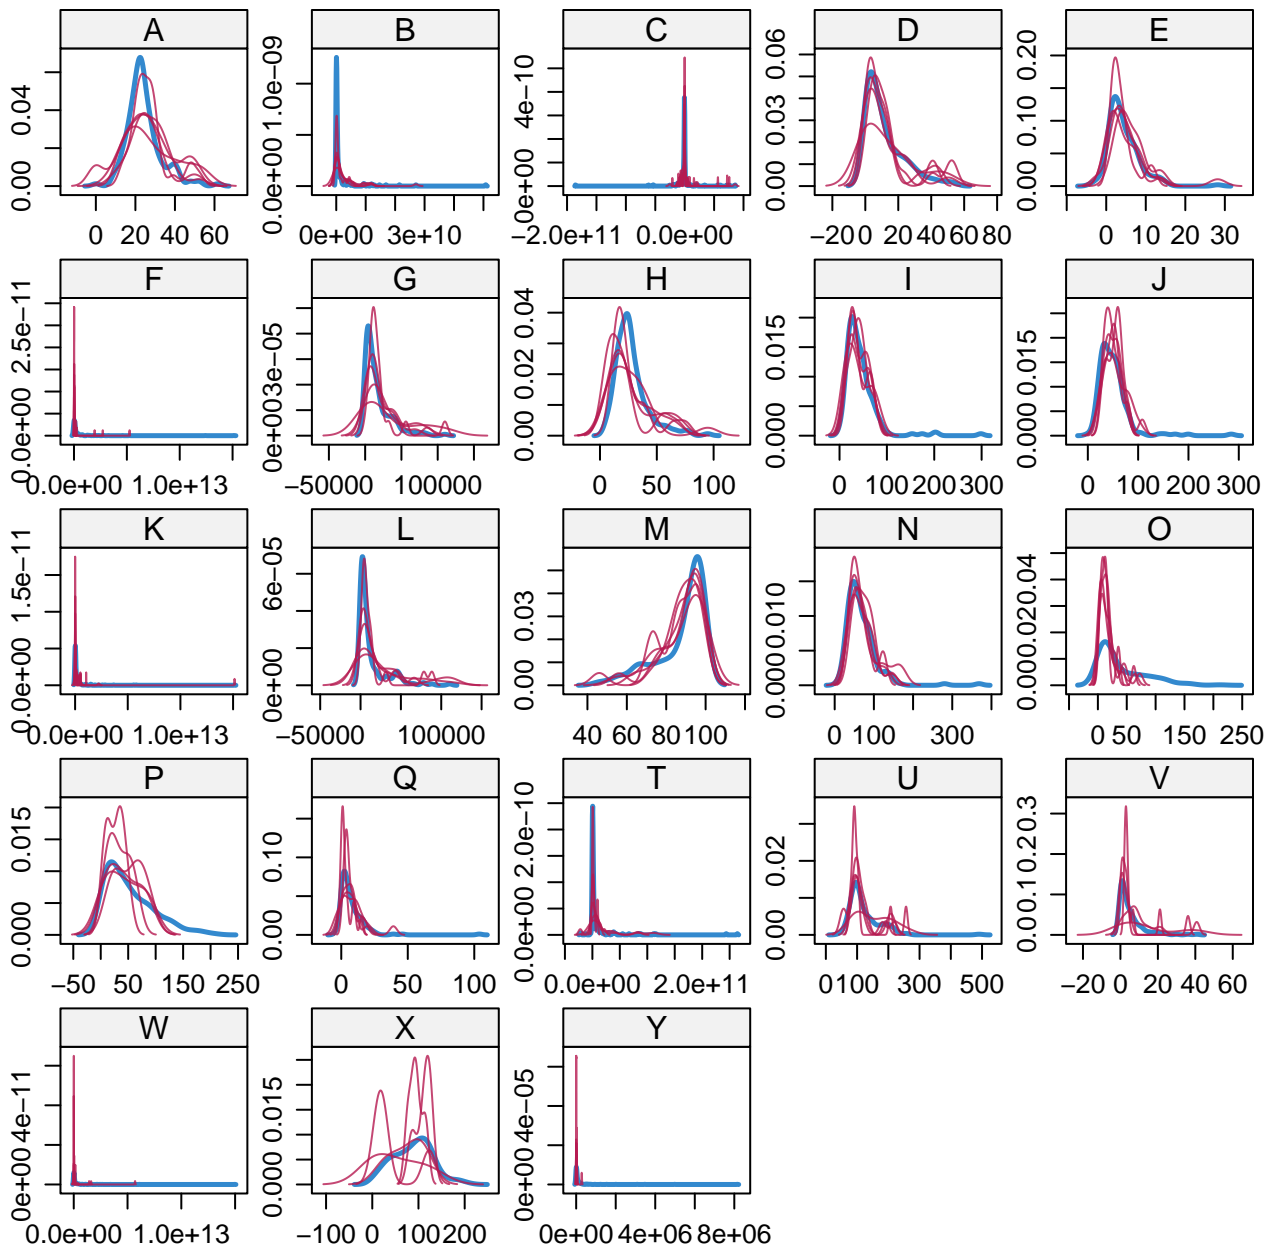 A B C D E
0.00 0.04
0 20 40 60
0.0e+00 1.0e−09
0e+00 3e+10
0e+00 4e−10
−2.0e+11 0.0e+00
0.00 0.03 0.06
−20 0 20 40 60 80
0.00 0.10 0.20
0 10 20 30
F G H I J
0.0e+00 2.5e−11
0.0e+00 1.0e+13
0e+00 3e−05
−50000 100000
0.00 0.02 0.04
0 50 100
0.000 0.015
0 100 200 300
0.000 0.015
0 100 200 300
K L M N O
0.0e+00 1.5e−11
0.0e+00 1.0e+13
0e+00 6e−05
−50000 100000
0.00 0.03
40 60 80 100
0.000 0.010
0 100 300
0.00 0.02 0.04
0 50 150 250
P Q T U V
0.000 0.015
−50 50 150 250
0.00 0.10
0 50 100
0.0e+00 2.0e−10
0.0e+00 2.0e+11
0.00 0.02
0 100 300 500
0.0 0.1 0.2 0.3
−20 0 20 40 60
W X Y
0e+00 4e−11
0.0e+00 1.0e+13
0.000 0.015
−100 0 100 200
0e+00 4e−05
0e+00 4e+06 8e+06